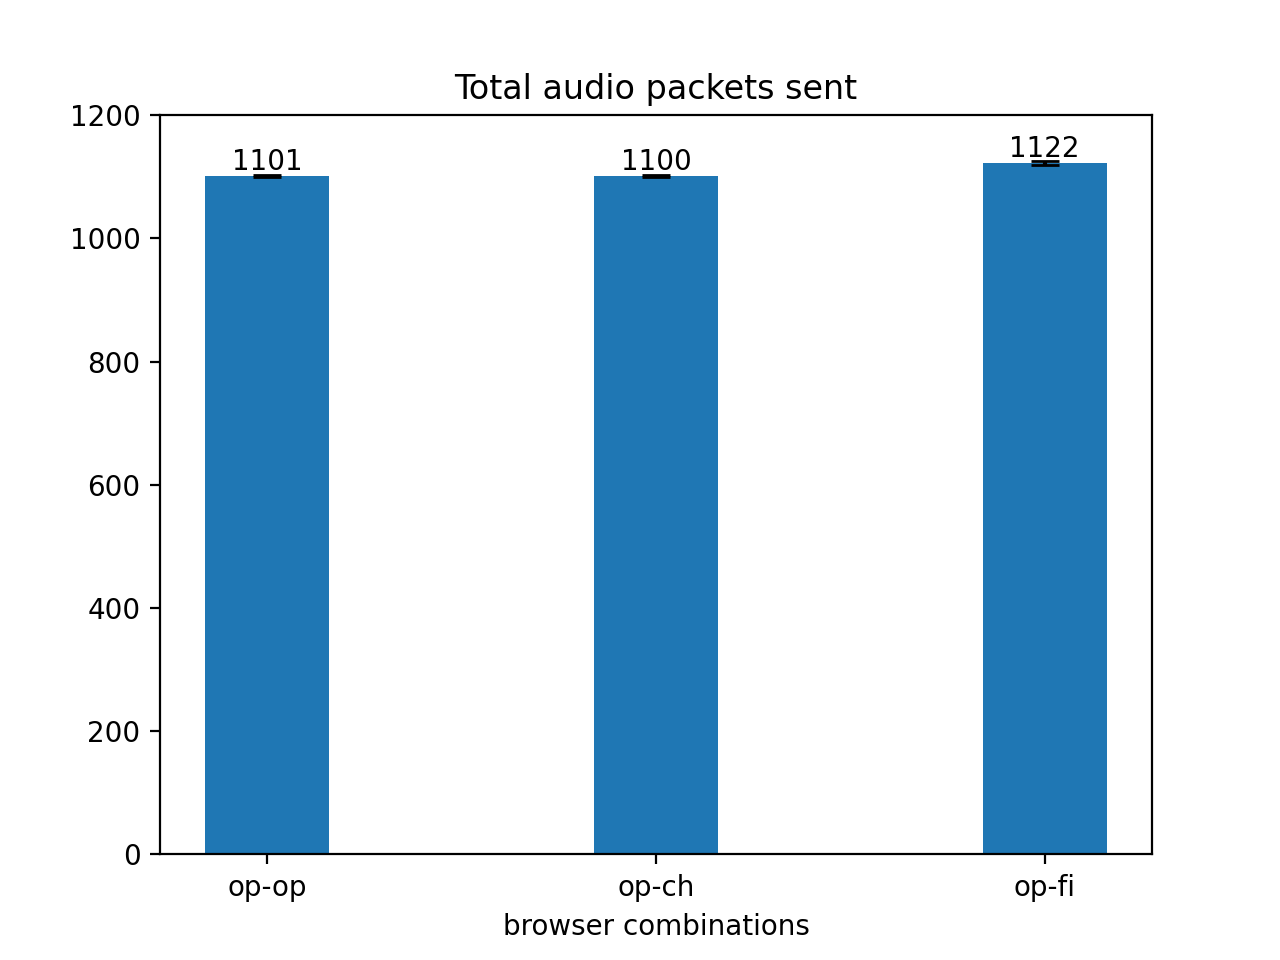 Total audio packets sent
1200
1000
800
600
400
200
0
1101
1100
1122
op-op
op-ch
op-fi
browser combinations